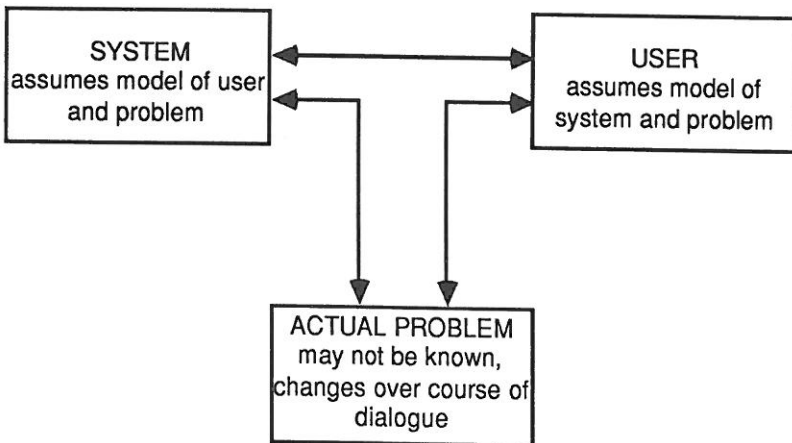 SYSTEM
assumes model of user
and problem
USER
assumes model of
system and problem
ACTUAL PROBLEM
may not be known,
changes over course of
dialogue